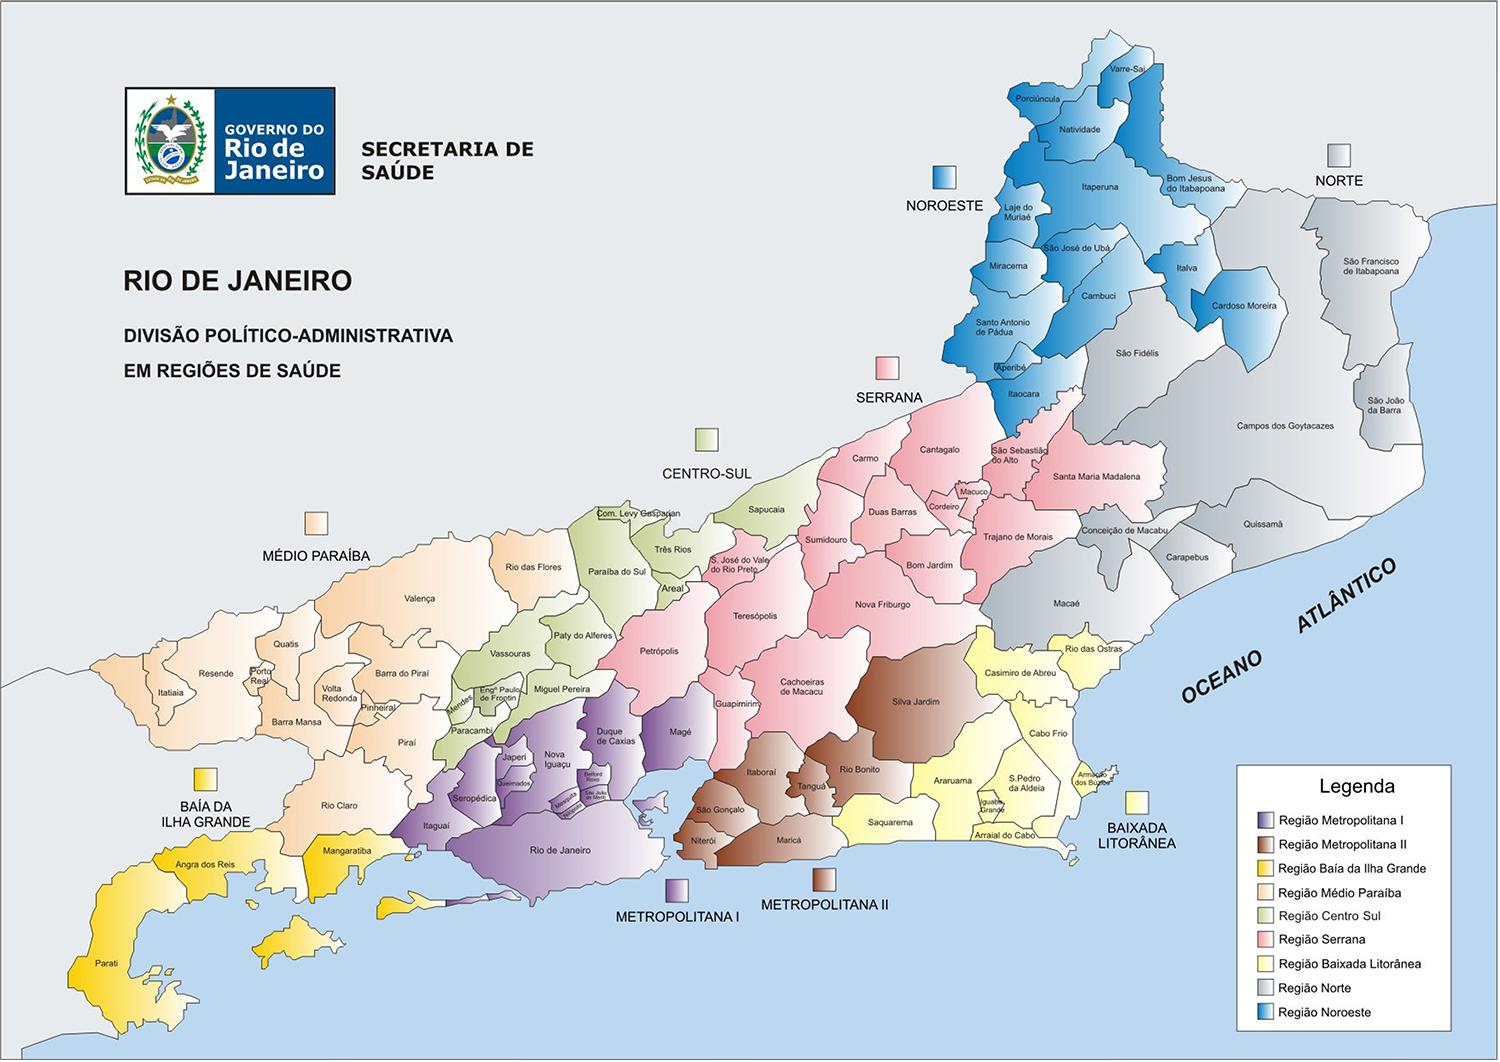 GOVERNO DO
Rio de
Janeiro
SECRETARIA DE
SAÚDE
RIO DE JANEIRO
DIVISÃO POLÍTICO-ADMINISTRATIVA
EM REGIÕES DE SAÚDE
NOROESTE
NORTE
SERRANA
CENTRO-SUL
MÉDIO PARAÍBA
BAÍA DA
ILHA GRANDE
METROPOLITANA I
METROPOLITANA II
BAIXADA
LITORÂNEA
OCEANO ATLÂNTICO
Varre-Sai
Porciúncula
Natividade
Itaperuna
Bom Jesus
do Itabapoana
Laje do
Muriaé
São José de Ubá
Miracema
Italva
Cambuci
Cardoso Moreira
Santo Antonio
de Pádua
Aperibé
Itaocara
São Francisco
de Itabapoana
São Fidélis
São João
da Barra
Campos dos Goytacazes
Quissamã
Conceição de Macabu
Carapebus
Macaé
Carmo
Cantagalo
São Sebastião
do Alto
Santa Maria Madalena
Macuco
Cordeiro
Duas Barras
Sumidouro
Trajano de Morais
Bom Jardim
Nova Friburgo
S. José do Vale
do Rio Preto
Teresópolis
Petrópolis
Cachoeiras
de Macacu
Guapimirim
Sapucaia
Com. Levy Gasparian
Três Rios
Paraíba do Sul
Areal
Paty do Alferes
Vassouras
Miguel Pereira
Engº Paulo
de Frontin
Mendes
Paracambi
Rio das Flores
Valença
Quatis
Resende
Porto
Real
Itatiaia
Volta
Redonda
Barra do Piraí
Pinheiral
Barra Mansa
Piraí
Rio Claro
Rio das Ostras
Casimiro de Abreu
Cabo Frio
Silva Jardim
Araruama
S.Pedro
da Aldeia
Armação
dos Búzios
Iguaba
Grande
Saquarema
Arraial do Cabo
Rio Bonito
Itaboraí
Tanguá
São Gonçalo
Niterói
Maricá
Magé
Duque
de Caxias
Nova
Iguaçu
Japeri
Queimados
Belford
Roxo
São João
de Meriti
Mesquita
Nilópolis
Seropédica
Itaguaí
Rio de Janeiro
Mangaratiba
Angra dos Reis
Parati
Legenda
Região Metropolitana I
Região Metropolitana II
Região Baía da Ilha Grande
Região Médio Paraíba
Região Centro Sul
Região Serrana
Região Baixada Litorânea
Região Norte
Região Noroeste